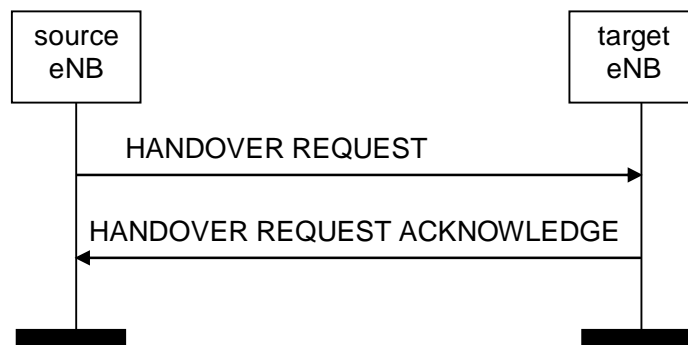 source
eNB
target
eNB
HANDOVER REQUEST
HANDOVER REQUEST ACKNOWLEDGE